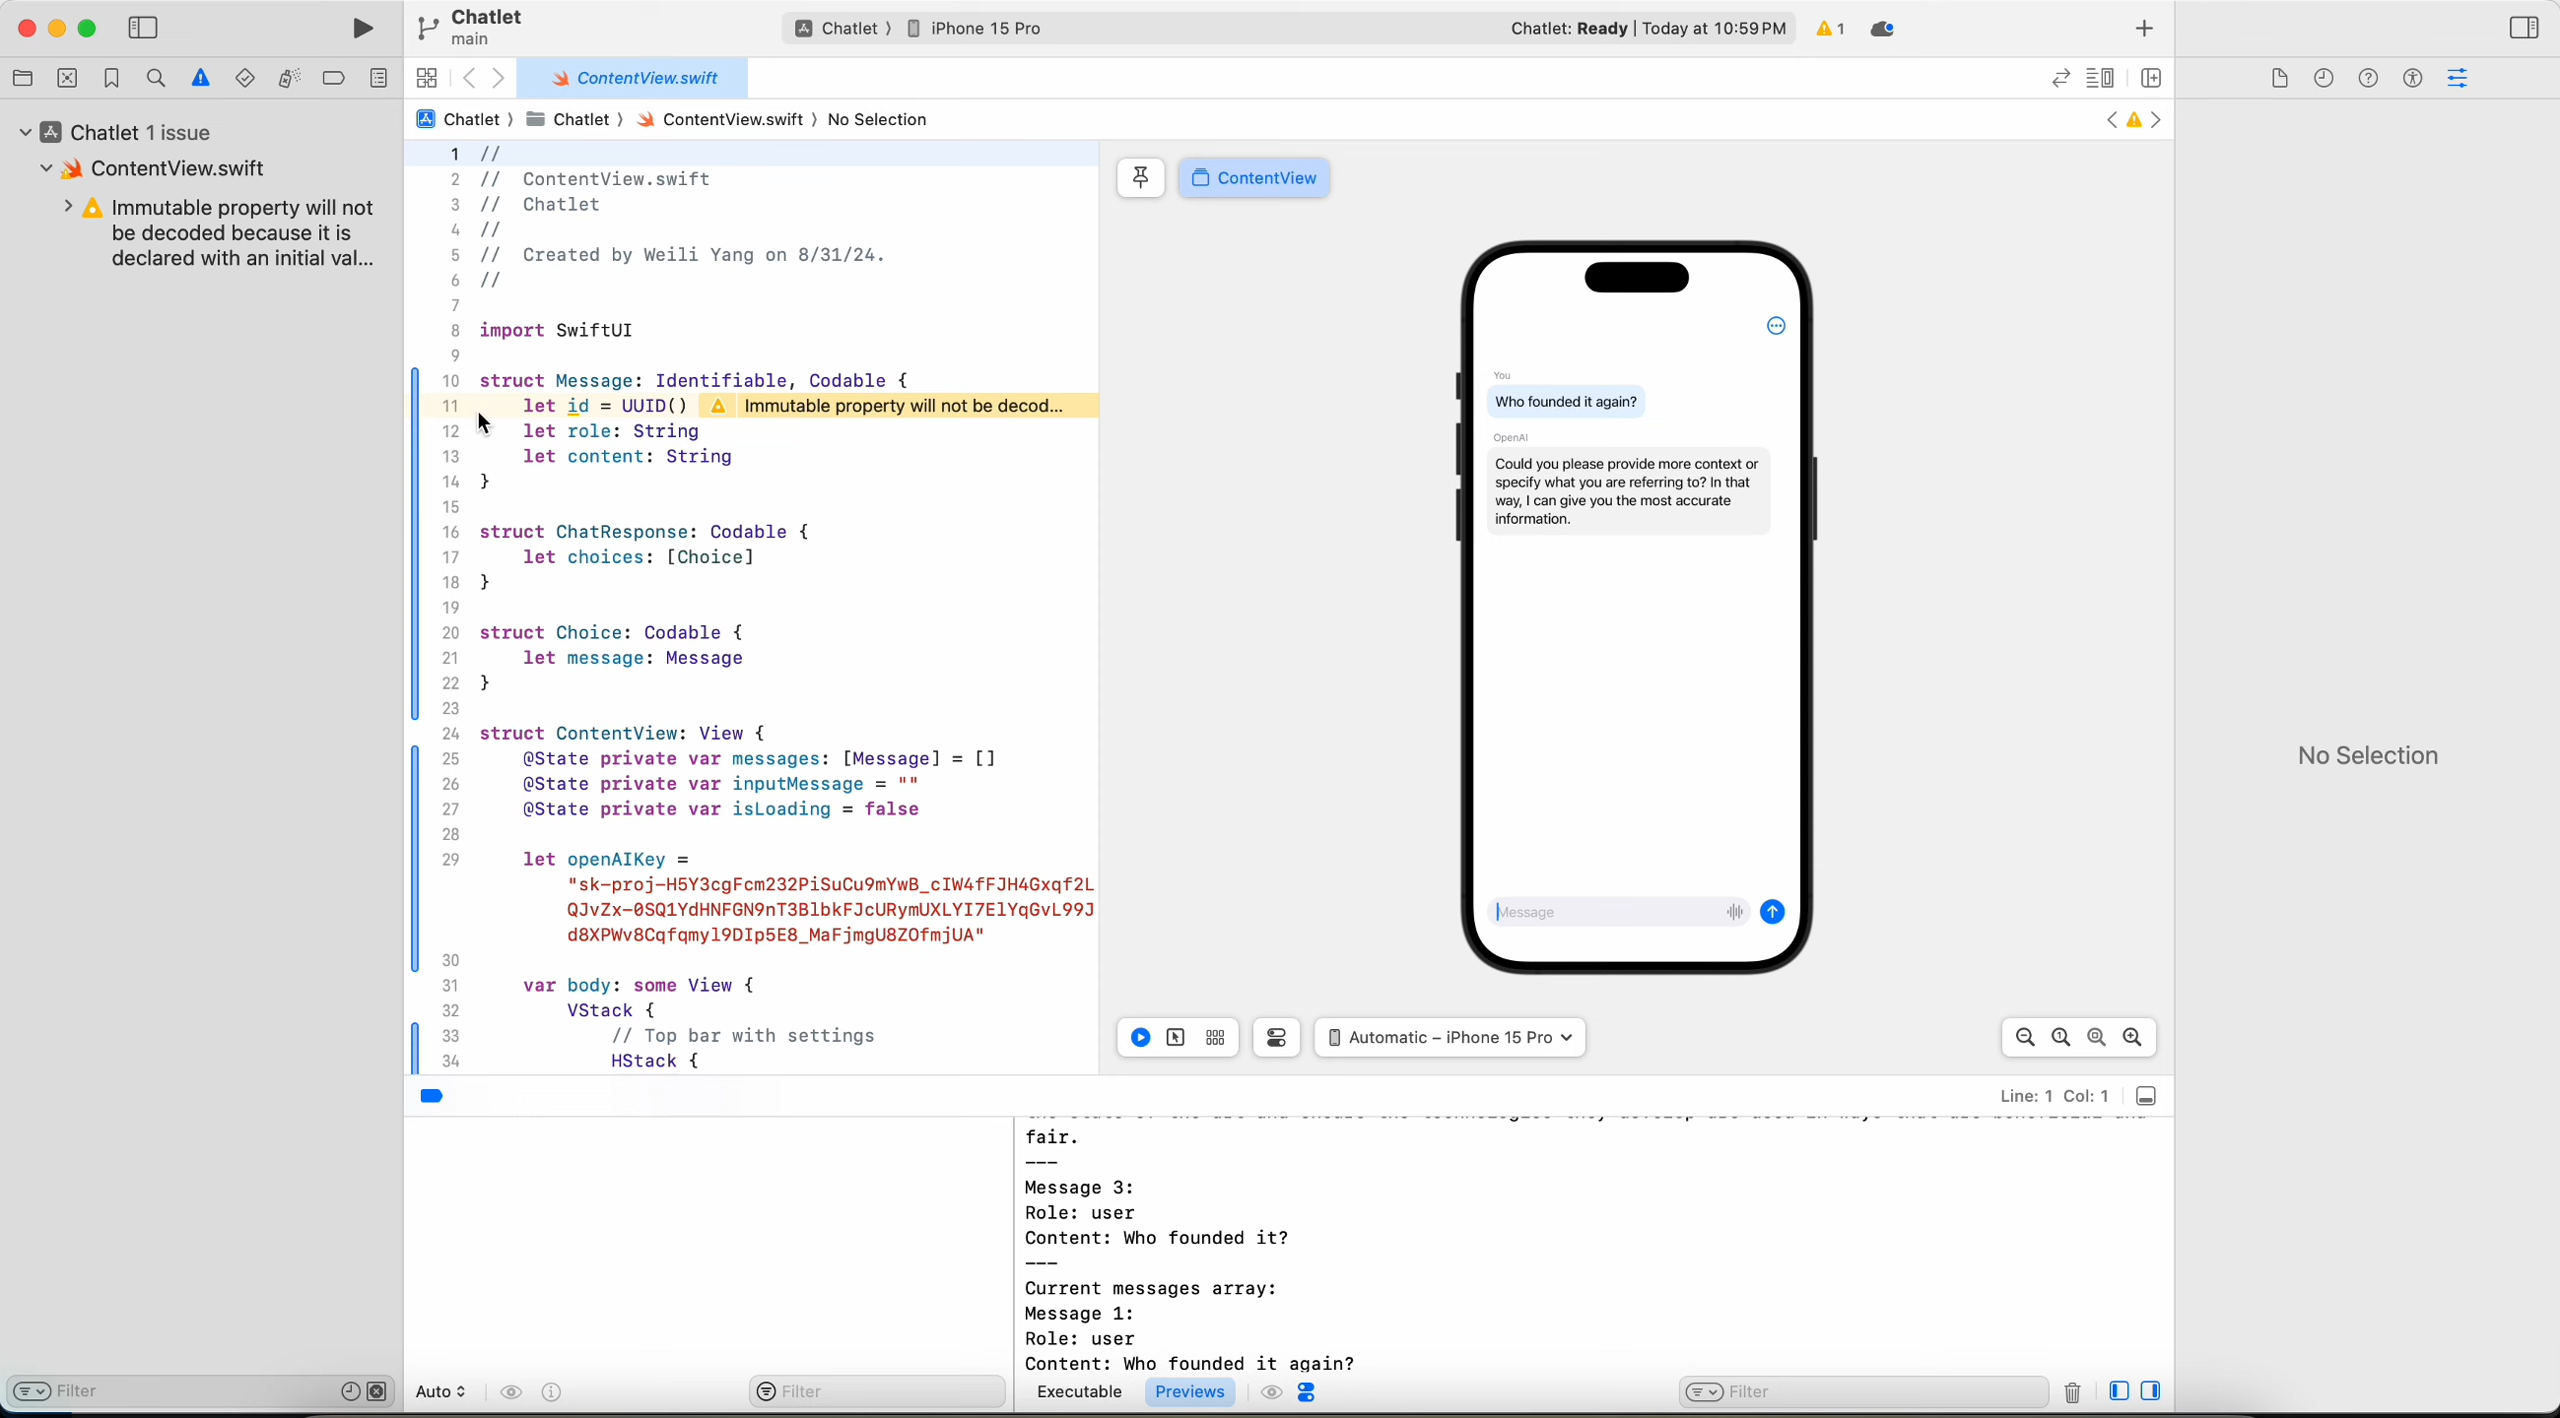 Chatlet
main
Chatlet 〉 iPhone 15 Pro
Chatlet: Ready | Today at 10:59 PM
1
ContentView.swift
Chatlet 1 issue
ContentView.swift
Immutable property will not
be decoded because it is
declared with an initial val...
Filter
Chatlet 〉 Chatlet 〉 ContentView.swift 〉 No Selection
1 //
2 // ContentView.swift
3 // Chatlet
4 //
5 // Created by Weili Yang on 8/31/24.
6 //
7
8 import SwiftUI
9
10 struct Message: Identifiable, Codable {
11 let id = UUID() Immutable property will not be decod...
12 let role: String
13 let content: String
14 }
15
16 struct ChatResponse: Codable {
17 let choices: [Choice]
18 }
19
20 struct Choice: Codable {
21 let message: Message
22 }
23
24 struct ContentView: View {
25 @State private var messages: [Message] = []
26 @State private var inputMessage = ""
27 @State private var isLoading = false
28
29 let openAIKey =
"sk-proj-H5Y3cgFcm232PiSuCu9mYwB_cIW4fFJH4Gxqf2L
QJvZx-0SQ1YdHNFGN9nT3BlbkFJcURymUXLYI7ElYqGvL99J
d8XPWv8Cqfqmyl9DIp5E8_MaFjmgU8ZOfmjUA"
30
31 var body: some View {
32 VStack {
33 // Top bar with settings
34 HStack {
ContentView
You
Who founded it again?
OpenAI
Could you please provide more context or
specify what you are referring to? In that
way, I can give you the most accurate
information.
Message
Automatic – iPhone 15 Pro
No Selection
Line: 1 Col: 1
fair.
---
Message 3:
Role: user
Content: Who founded it?
---
Current messages array:
Message 1:
Role: user
Content: Who founded it again?
Auto
Filter
Executable
Previews
Filter